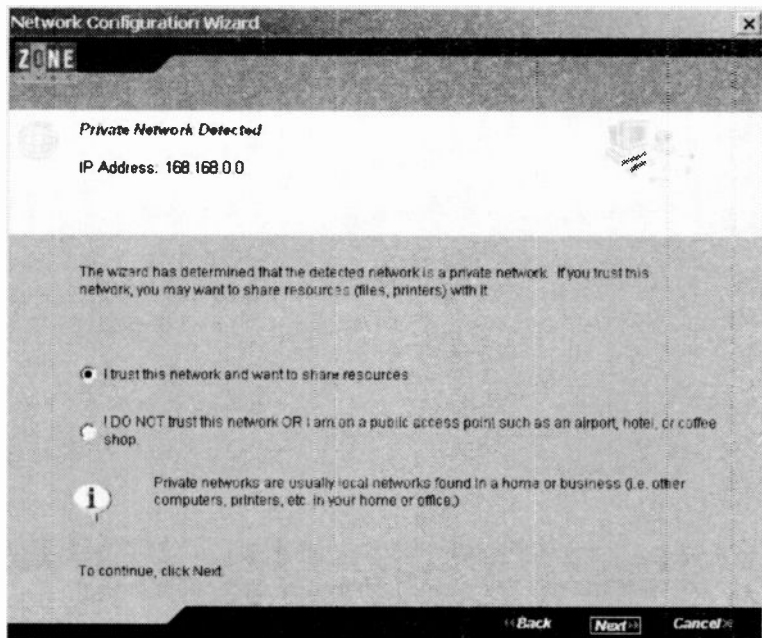 Network Configuration Wizard
ZONE
Private Network Detected
IP Address: 168.168.0.0
The wizard has determined that the detected network is a private network. If you trust this
network, you may want to share resources (files, printers) with it
I trust this network and want to share resources
I DO NOT trust this network OR I am on a public access point such as an airport, hotel, or coffee
shop.
Private networks are usually local networks found in a home or business (i.e. other
computers, printers, etc. in your home or office.)
To continue, click Next.
Back Next Cancel